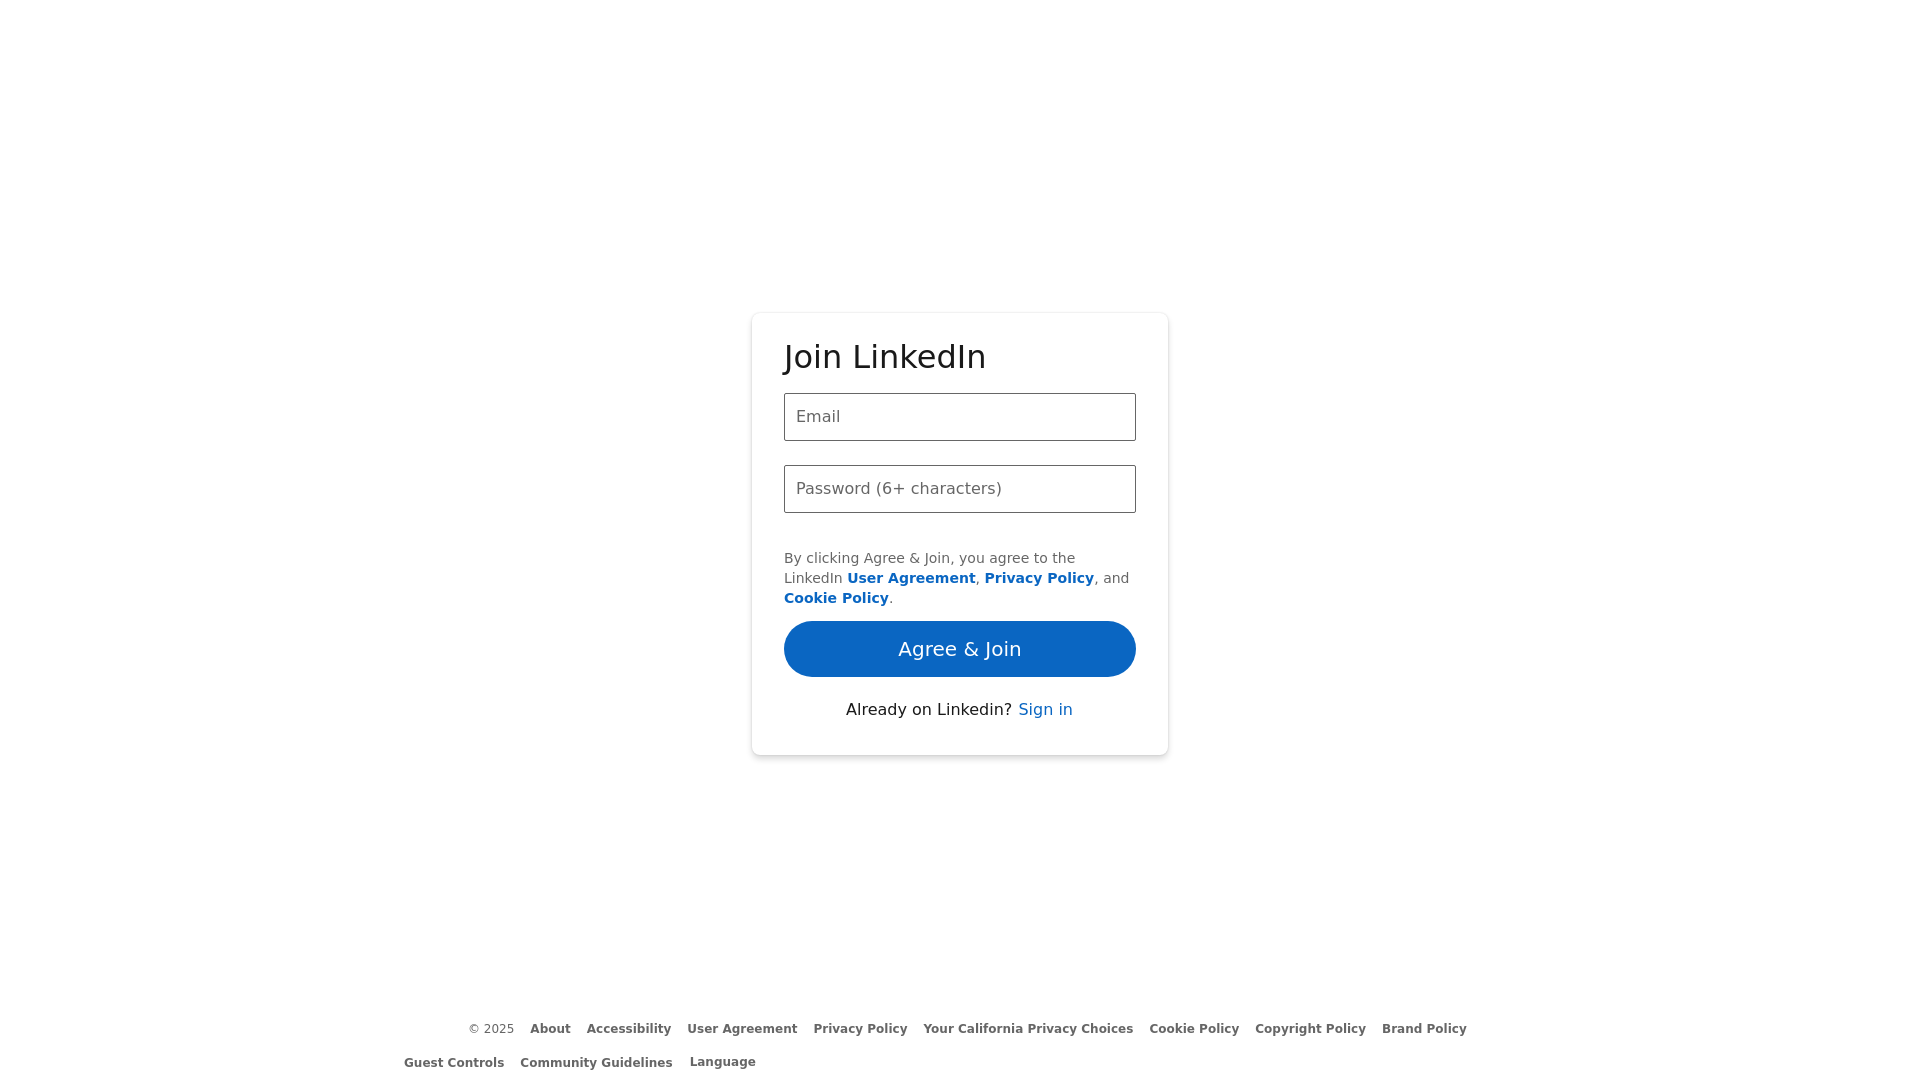 Join LinkedIn
Email
Password (6+ characters)
By clicking Agree & Join, you agree to the
LinkedIn User Agreement, Privacy Policy, and
Cookie Policy.
Agree & Join
Already on Linkedin? Sign in
© 2025 About Accessibility User Agreement Privacy Policy Your California Privacy Choices Cookie Policy Copyright Policy Brand Policy
Guest Controls Community Guidelines Language